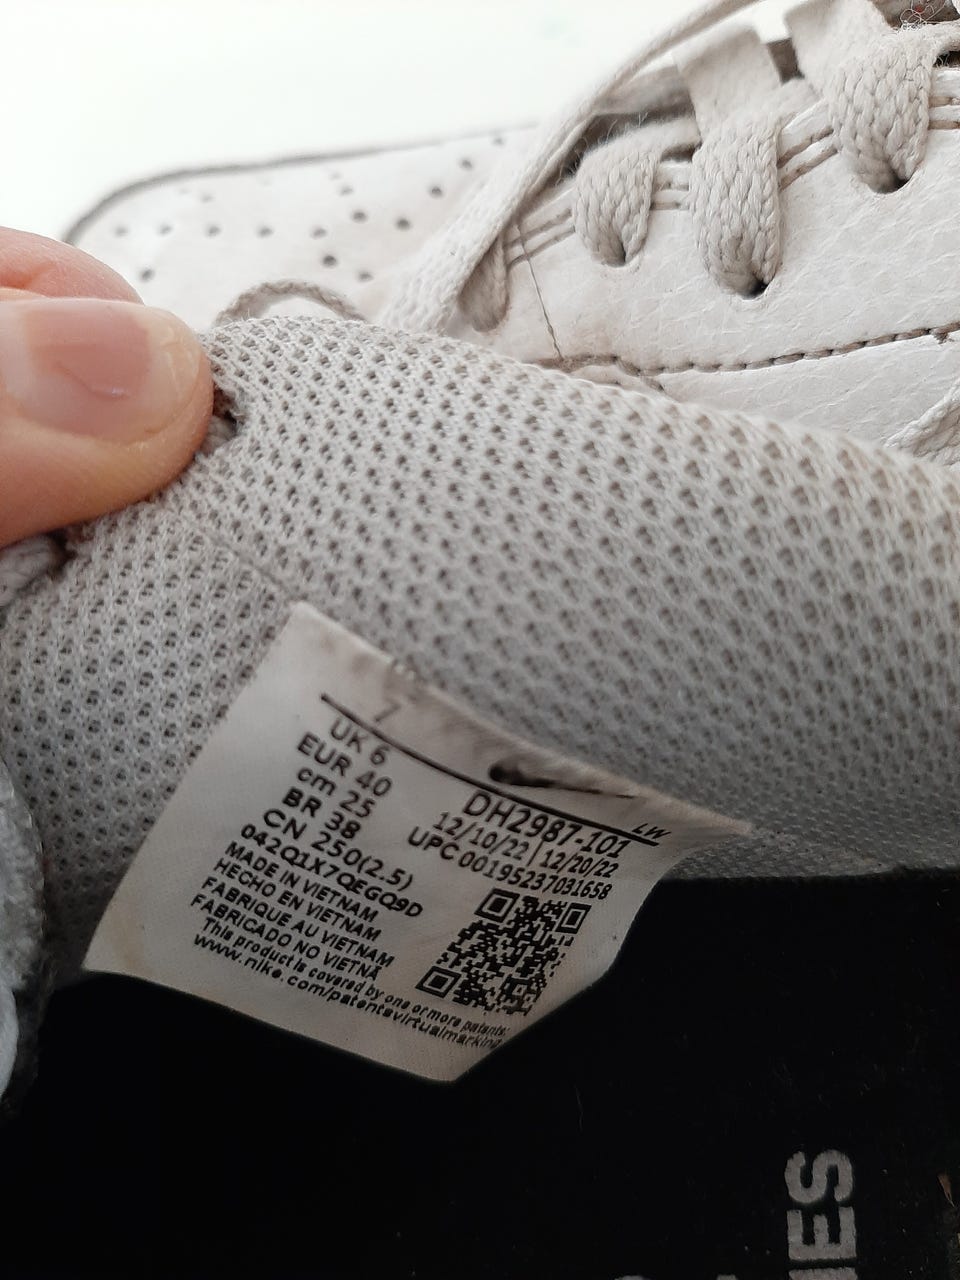 7
UK 6
EUR 40
cm 25
BR 38
CN 250(2.5)
042Q1X7QEGQ9D
MADE IN VIETNAM
HECHO EN VIETNAM
FABRIQUE AU VIETNAM
FABRICADO NO VIETNÃ
This product is covered by one or more patents:
www.nike.com/patentsvirtualmarking
LW
DH2987-101
12/10/22 | 12/20/22
UPC 00195237031658
IES